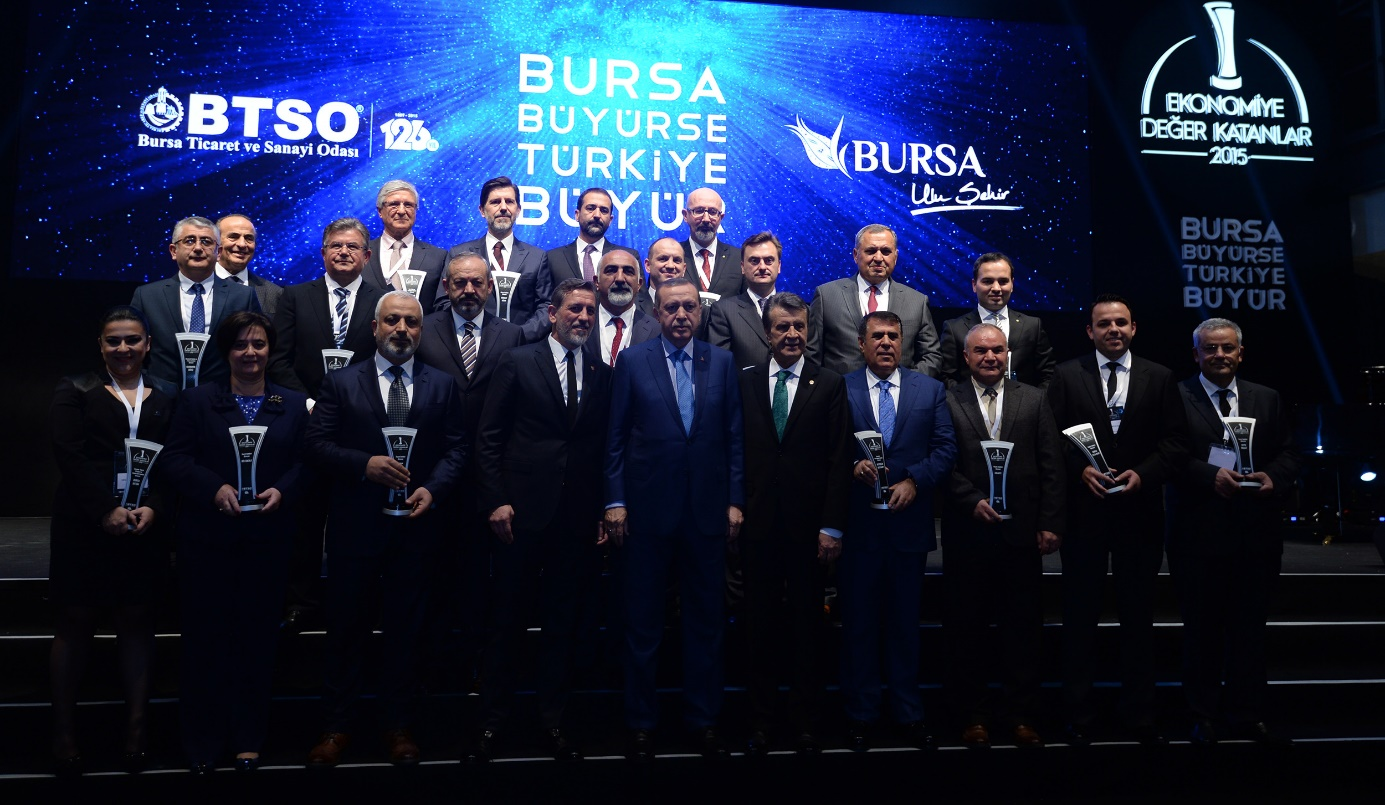 BTSO®
Bursa Ticaret ve Sanayi Odası
126
BURSA
BÜYÜRSE
TÜRKİYE
BÜYÜR
BURSA
Ulu Şehir
EKONOMİYE
DEĞER KATANLAR
2015
BURSA
BÜYÜRSE
TÜRKİYE
BÜYÜR